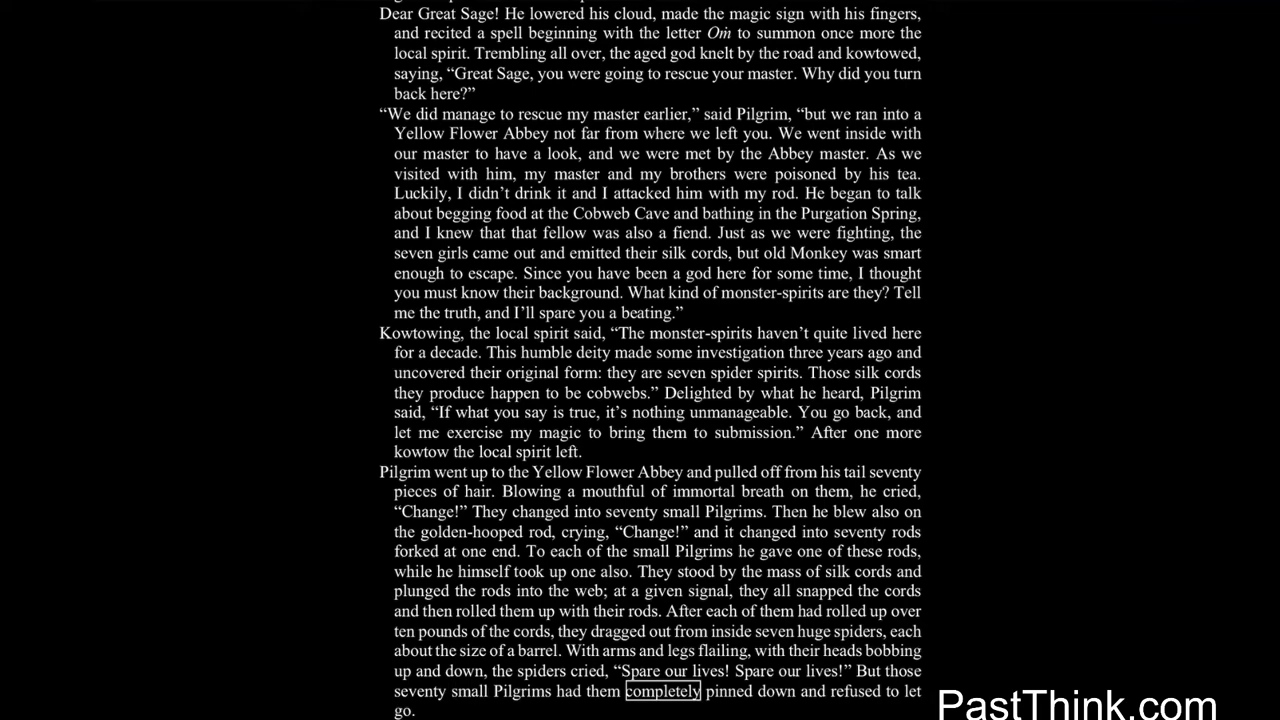 Dear Great Sage! He lowered his cloud, made the magic sign with his fingers,
and recited a spell beginning with the letter Oṁ to summon once more the
local spirit. Trembling all over, the aged god knelt by the road and kowtowed,
saying, “Great Sage, you were going to rescue your master. Why did you turn
back here?”
“We did manage to rescue my master earlier,” said Pilgrim, “but we ran into a
Yellow Flower Abbey not far from where we left you. We went inside with
our master to have a look, and we were met by the Abbey master. As we
visited with him, my master and my brothers were poisoned by his tea.
Luckily, I didn’t drink it and I attacked him with my rod. He began to talk
about begging food at the Cobweb Cave and bathing in the Purgation Spring,
and I knew that that fellow was also a fiend. Just as we were fighting, the
seven girls came out and emitted their silk cords, but old Monkey was smart
enough to escape. Since you have been a god here for some time, I thought
you must know their background. What kind of monster-spirits are they? Tell
me the truth, and I’ll spare you a beating.”
Kowtowing, the local spirit said, “The monster-spirits haven’t quite lived here
for a decade. This humble deity made some investigation three years ago and
uncovered their original form: they are seven spider spirits. Those silk cords
they produce happen to be cobwebs.” Delighted by what he heard, Pilgrim
said, “If what you say is true, it’s nothing unmanageable. You go back, and
let me exercise my magic to bring them to submission.” After one more
kowtow the local spirit left.
Pilgrim went up to the Yellow Flower Abbey and pulled off from his tail seventy
pieces of hair. Blowing a mouthful of immortal breath on them, he cried,
“Change!” They changed into seventy small Pilgrims. Then he blew also on
the golden-hooped rod, crying, “Change!” and it changed into seventy rods
forked at one end. To each of the small Pilgrims he gave one of these rods,
while he himself took up one also. They stood by the mass of silk cords and
plunged the rods into the web; at a given signal, they all snapped the cords
and then rolled them up with their rods. After each of them had rolled up over
ten pounds of the cords, they dragged out from inside seven huge spiders, each
about the size of a barrel. With arms and legs flailing, with their heads bobbing
up and down, the spiders cried, “Spare our lives! Spare our lives!” But those
seventy small Pilgrims had them completely pinned down and refused to let
go.
PastThink.com